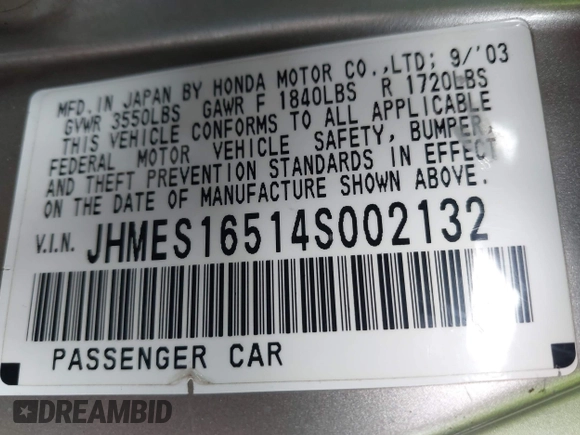 MFD. IN JAPAN BY HONDA MOTOR CO.,LTD; 9/'03
GVWR 3550LBS GAWR F 1840LBS R 1720LBS
THIS VEHICLE CONFORMS TO ALL APPLICABLE
FEDERAL MOTOR VEHICLE SAFETY, BUMPER,
AND THEFT PREVENTION STANDARDS IN EFFECT
ON THE DATE OF MANUFACTURE SHOWN ABOVE.
V.I.N. JHMES16514S002132
PASSENGER CAR
DREAMBID